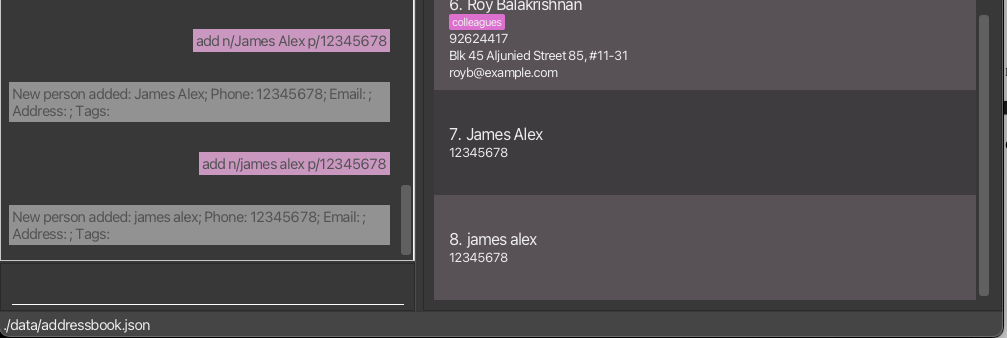 add n/James Alex p/12345678
New person added: James Alex; Phone: 12345678; Email: ;
Address: ; Tags:
add n/james alex p/12345678
New person added: james alex; Phone: 12345678; Email: ;
Address: ; Tags:
6. Roy Balakrishnan
colleagues
92624417
Blk 45 Aljunied Street 85, #11-31
royb@example.com
7. James Alex
12345678
8. james alex
12345678
./data/addressbook.json